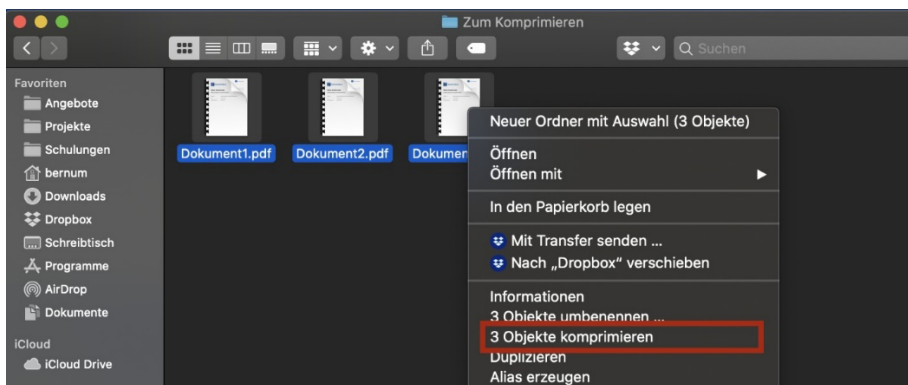 Zum Komprimieren
Suchen
Favoriten
Angebote
Projekte
Schulungen
bernum
Downloads
Dropbox
Schreibtisch
Programme
AirDrop
Dokumente
iCloud
iCloud Drive
Dokument1.pdf
Dokument2.pdf
Dokumen
Neuer Ordner mit Auswahl (3 Objekte)
Öffnen
Öffnen mit
In den Papierkorb legen
Mit Transfer senden ...
Nach „Dropbox“ verschieben
Informationen
3 Objekte umbenennen ...
3 Objekte komprimieren
Duplizieren
Alias erzeugen